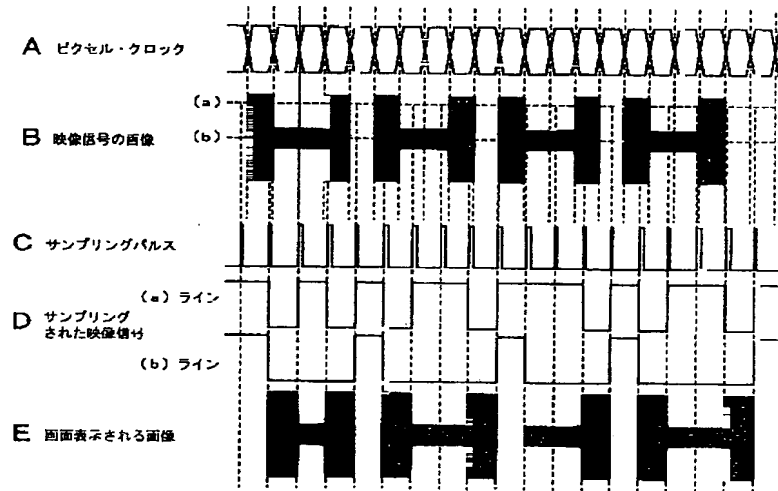 A ピクセル・クロック
(a)
B 映像信号の画像
(b)
C サンプリングパルス
(a) ライン
D サンプリング
された映像信号
(b) ライン
E 画面表示される画像